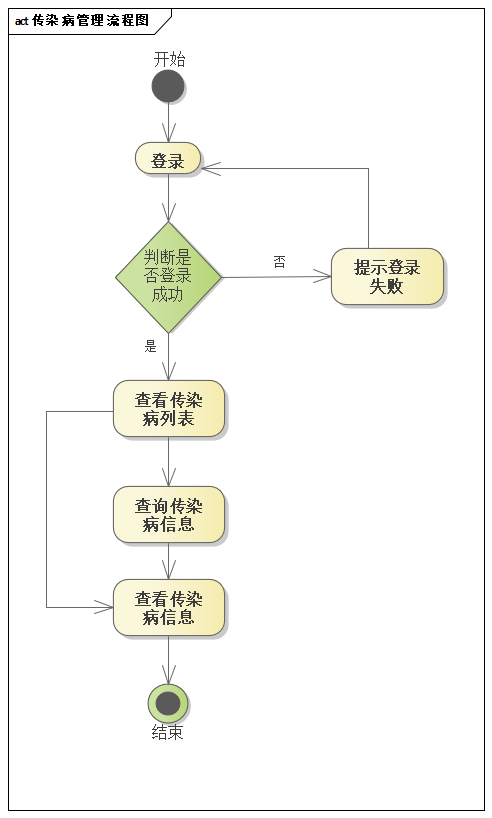 act 传染病管理流程图
开始
登录
判断是
否登录
成功
否
提示登录
失败
是
查看传染
病列表
查询传染
病信息
查看传染
病信息
结束